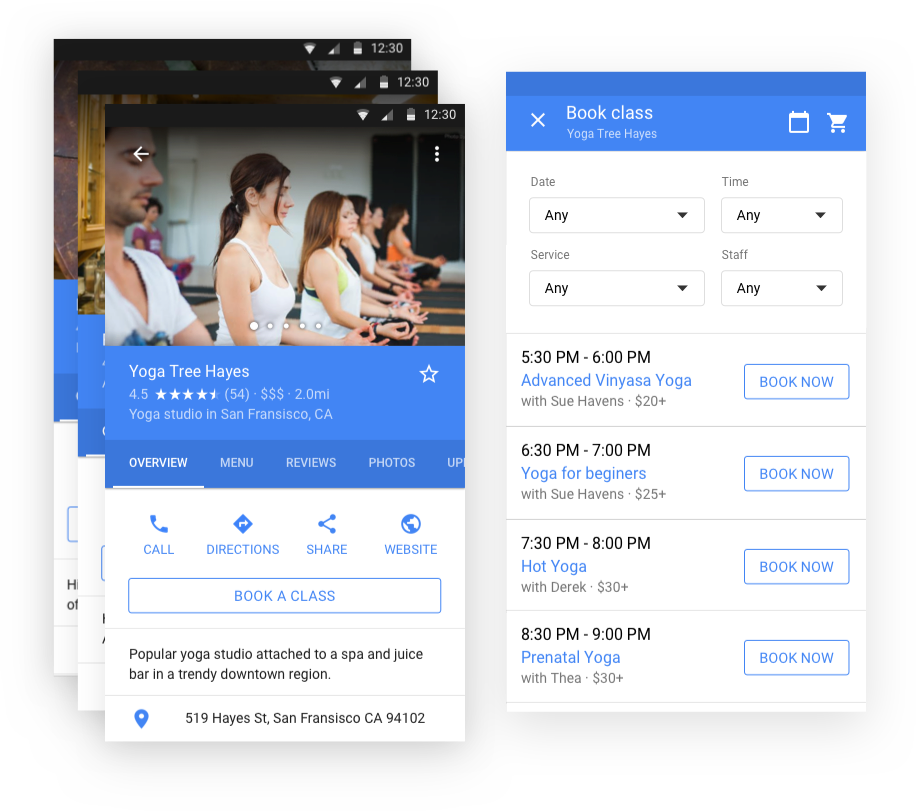 12:30
12:30
12:30
Yoga Tree Hayes
4.5 (54) · $$$ · 2.0mi
Yoga studio in San Fransisco, CA
OVERVIEW MENU REVIEWS PHOTOS UP
CALL DIRECTIONS SHARE WEBSITE
BOOK A CLASS
Popular yoga studio attached to a spa and juice
bar in a trendy downtown region.
519 Hayes St, San Fransisco CA 94102
Hi
of
Book class
Yoga Tree Hayes
Date Time
Any Any
Service Staff
Any Any
5:30 PM - 6:00 PM
Advanced Vinyasa Yoga
with Sue Havens · $20+
BOOK NOW
6:30 PM - 7:00 PM
Yoga for beginers
with Sue Havens · $25+
BOOK NOW
7:30 PM - 8:00 PM
Hot Yoga
with Derek · $30+
BOOK NOW
8:30 PM - 9:00 PM
Prenatal Yoga
with Thea · $30+
BOOK NOW